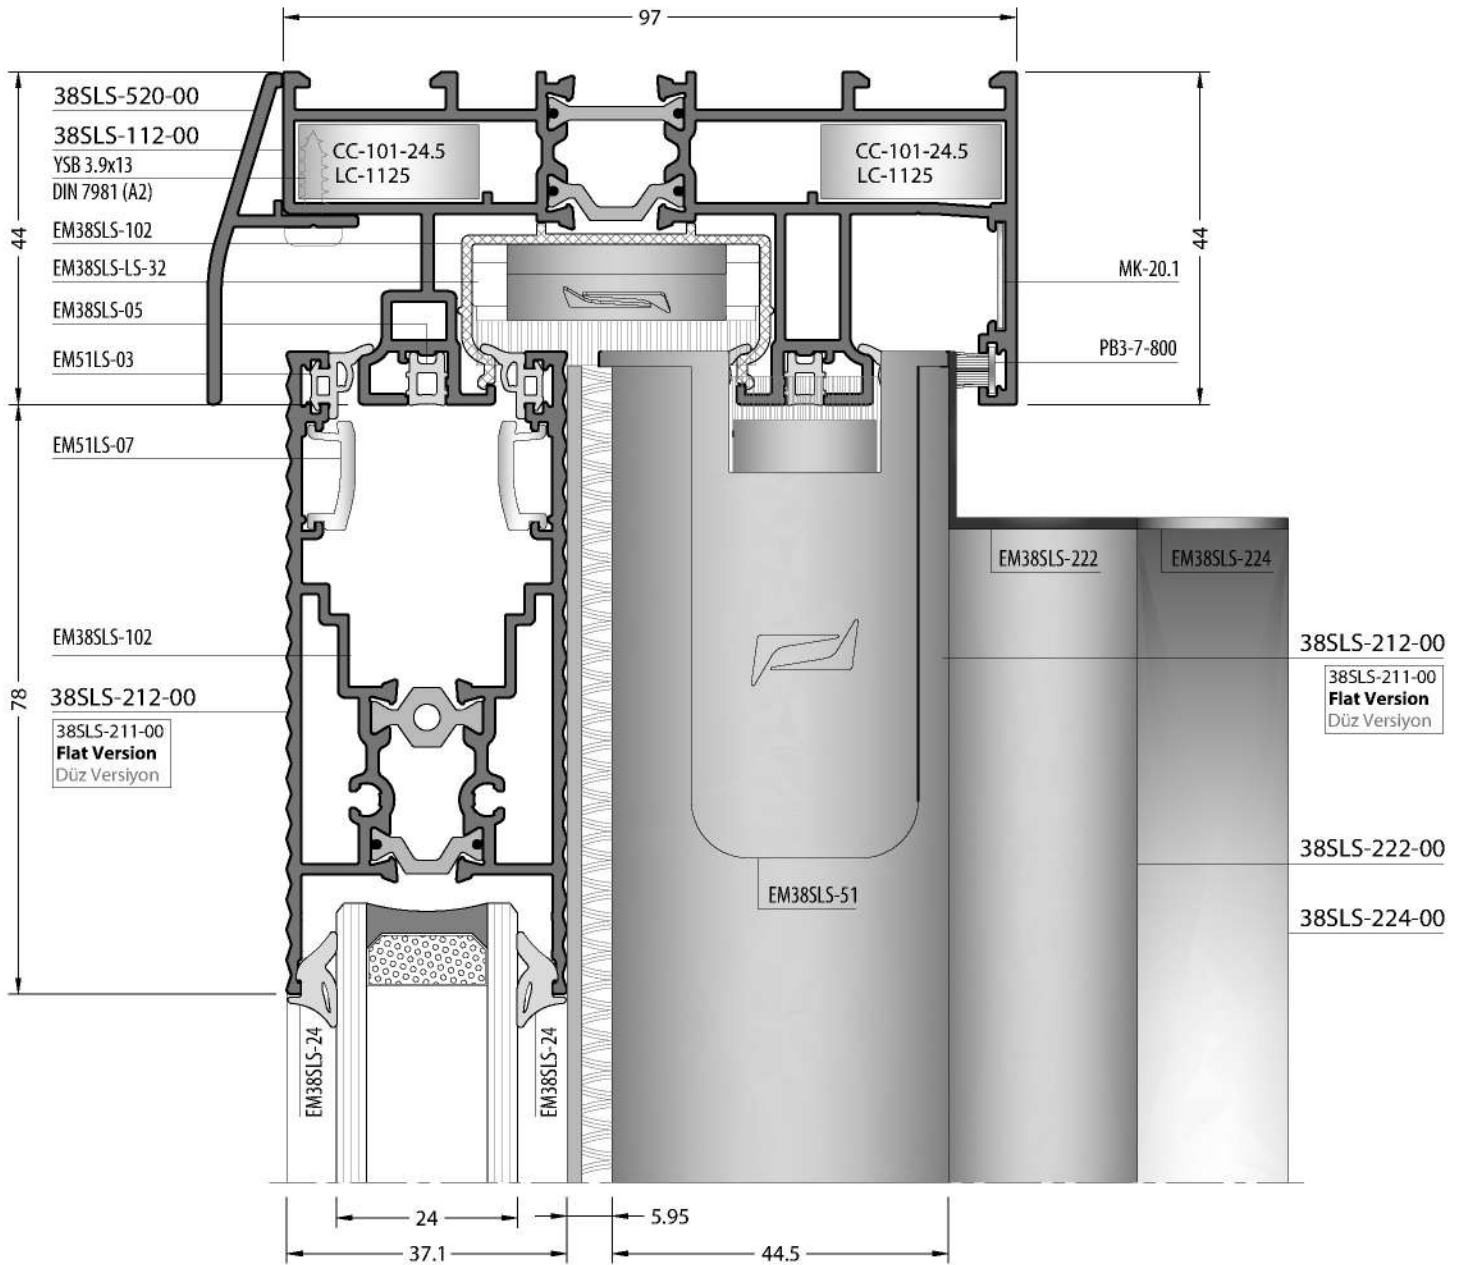 97
38SLS-520-00
38SLS-112-00
YSB 3.9x13
DIN 7981 (A2)
CC-101-24.5
LC-1125
CC-101-24.5
LC-1125
44
44
EM38SLS-102
EM38SLS-LS-32
EM38SLS-05
EM51LS-03
MK-20.1
PB3-7-800
EM51LS-07
EM38SLS-222
EM38SLS-224
EM38SLS-102
38SLS-212-00
38SLS-211-00
Flat Version
Düz Versiyon
78
38SLS-212-00
38SLS-211-00
Flat Version
Düz Versiyon
38SLS-222-00
EM38SLS-51
38SLS-224-00
EM38SLS-24
EM38SLS-24
24
5.95
37.1
44.5